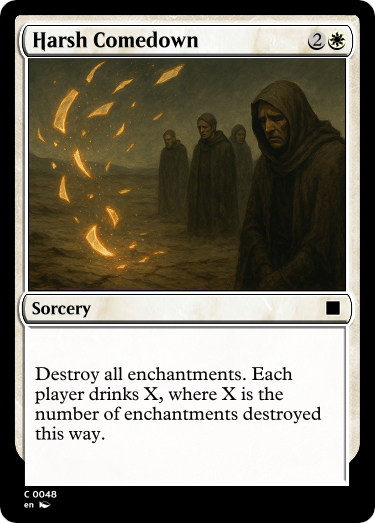 Harsh Comedown 2
Sorcery
Destroy all enchantments. Each
player drinks X, where X is the
number of enchantments destroyed
this way.
C 0048
en